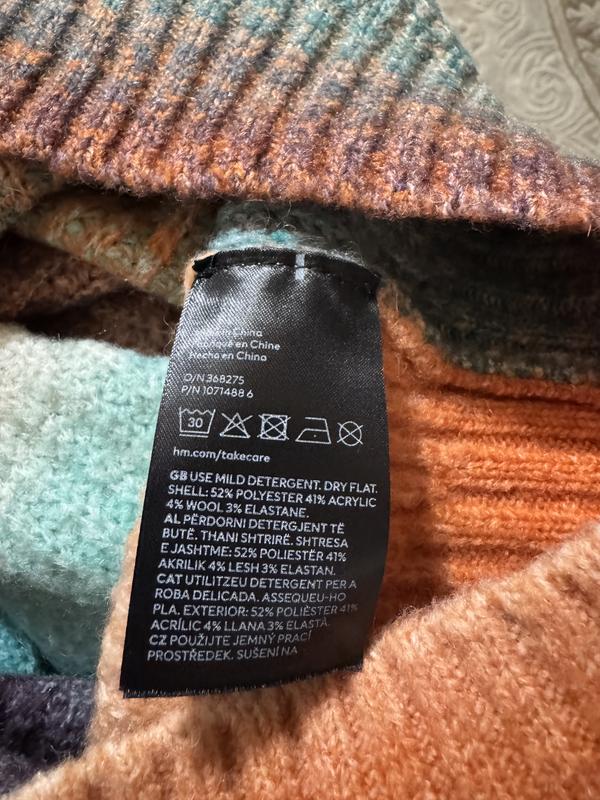 Made in China
Fabriqué en Chine
Hecho en China
O/N 368275
P/N 1071488 6
30
hm.com/takecare
GB USE MILD DETERGENT. DRY FLAT.
SHELL: 52% POLYESTER 41% ACRYLIC
4% WOOL 3% ELASTANE.
AL PËRDORNI DETERGJENT TË
BUTË. THANI SHTRIRË. SHTRESA
E JASHTME: 52% POLIESTËR 41%
AKRILIK 4% LESH 3% ELASTAN.
CAT UTILITZEU DETERGENT PER A
ROBA DELICADA. ASSEQUEU-HO
PLA. EXTERIOR: 52% POLIÈSTER 41%
ACRÍLIC 4% LLANA 3% ELASTÀ.
CZ POUŽIJTE JEMNÝ PRACÍ
PROSTŘEDEK. SUŠENÍ NA